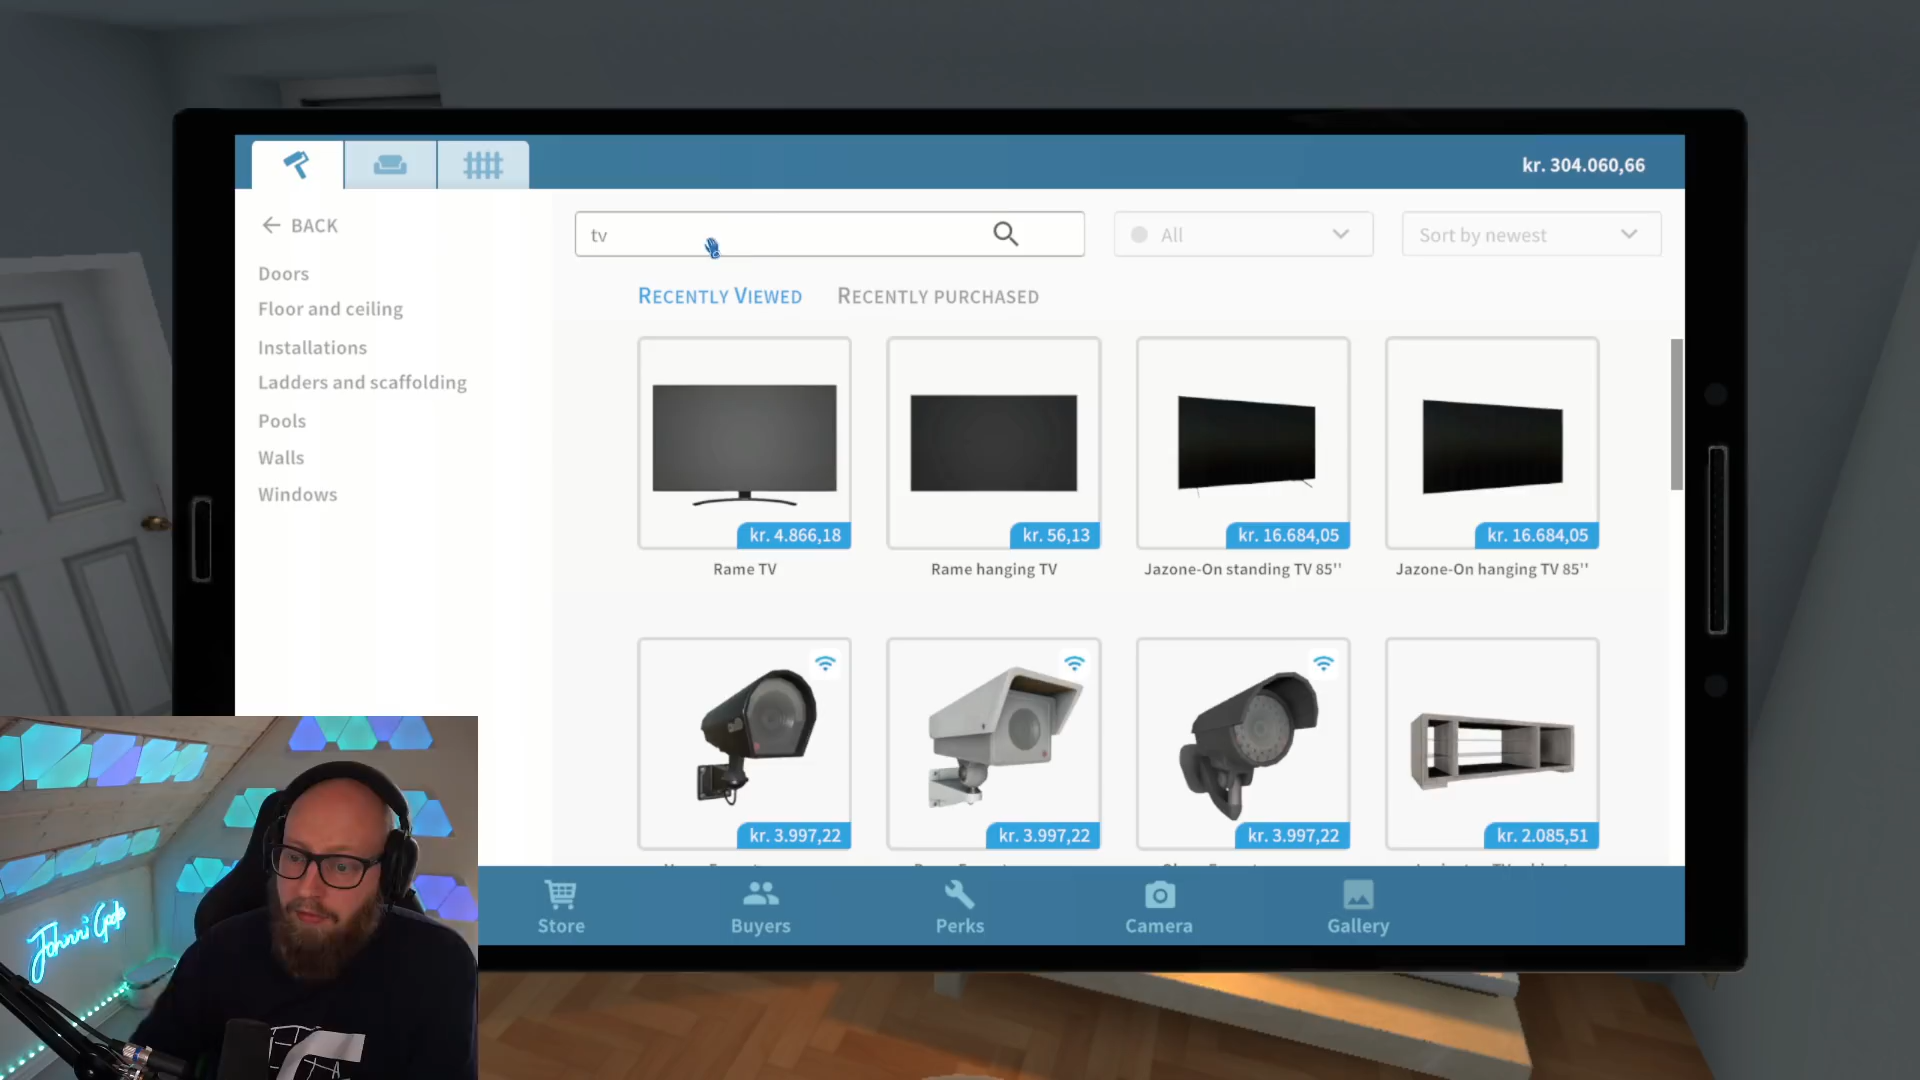 kr. 304.060,66
BACK
tv
All
Sort by newest
Doors
Floor and ceiling
Installations
Ladders and scaffolding
Pools
Walls
Windows
RECENTLY VIEWED
RECENTLY PURCHASED
kr. 4.866,18
kr. 56,13
kr. 16.684,05
kr. 16.684,05
Rame TV
Rame hanging TV
Jazone-On standing TV 85''
Jazone-On hanging TV 85''
kr. 3.997,22
kr. 3.997,22
kr. 3.997,22
kr. 2.085,51
Store
Buyers
Perks
Camera
Gallery